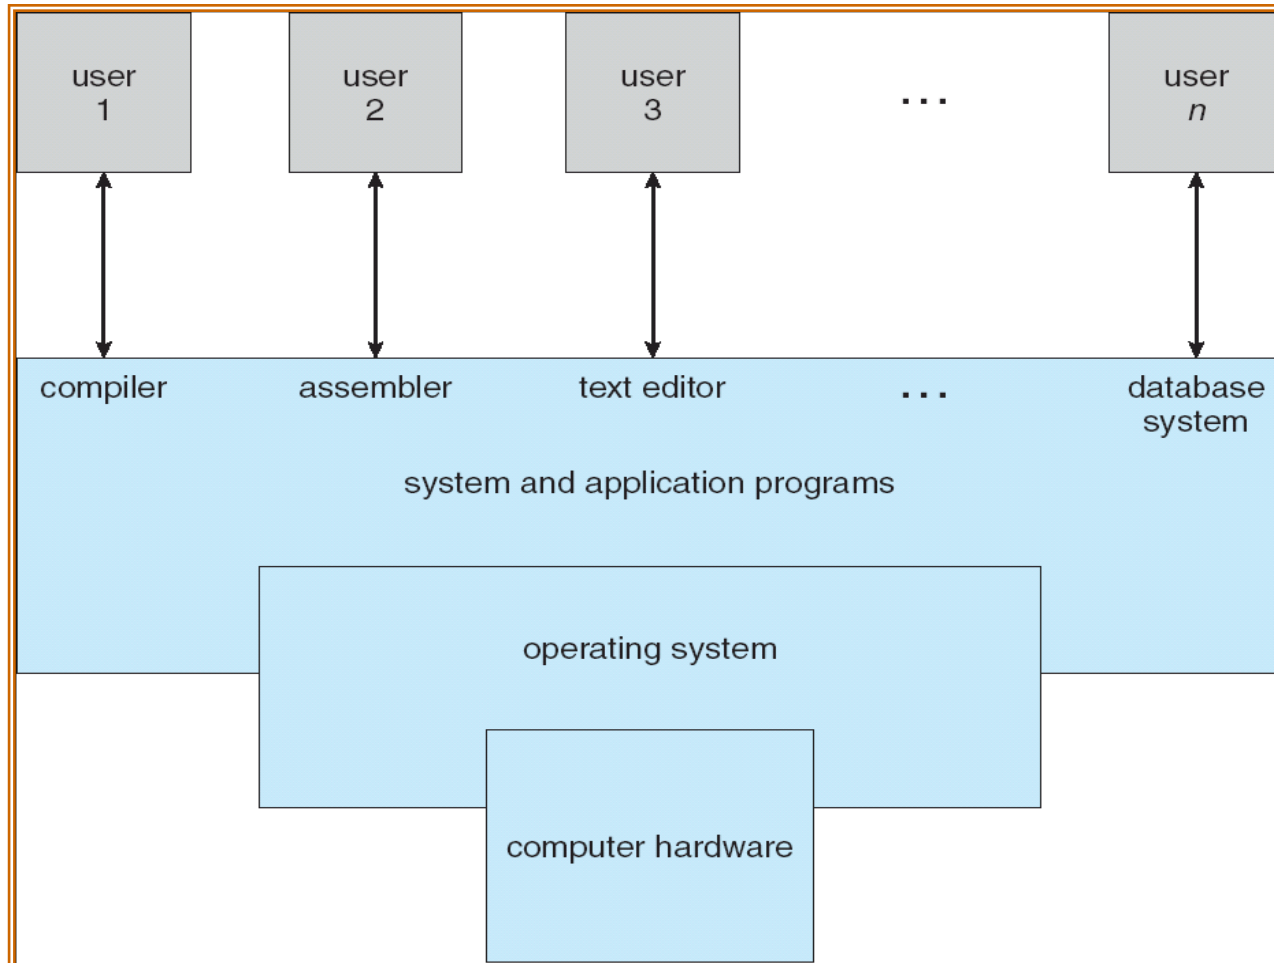 user
1
user
2
user
3
...
user
n
compiler
assembler
text editor
...
database
system
system and application programs
operating system
computer hardware